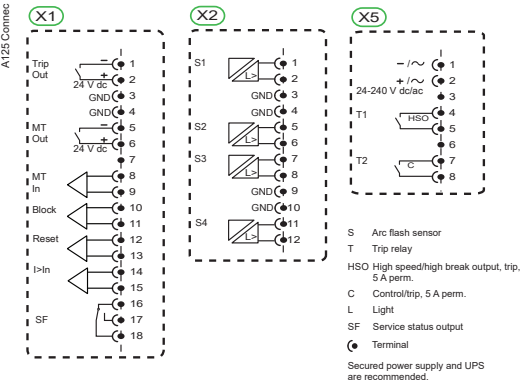 A125 Connec
X1
Trip
Out
−
+
24 V dc
GND
GND
MT
Out
−
+
24 V dc
MT
In
Block
Reset
I>In
SF
1
2
3
4
5
6
7
8
9
10
11
12
13
14
15
16
17
18
X2
S1
L>
GND
GND
S2
L>
S3
L>
GND
GND
S4
L>
1
2
3
4
5
6
7
8
9
10
11
12
X5
− /~
+ /~
24-240 V dc/ac
T1
HSO
T2
C
1
2
3
4
5
6
7
8
S Arc flash sensor
T Trip relay
HSO High speed/high break output, trip,
5 A perm.
C Control/trip, 5 A perm.
L Light
SF Service status output
Terminal
Secured power supply and UPS
are recommended.